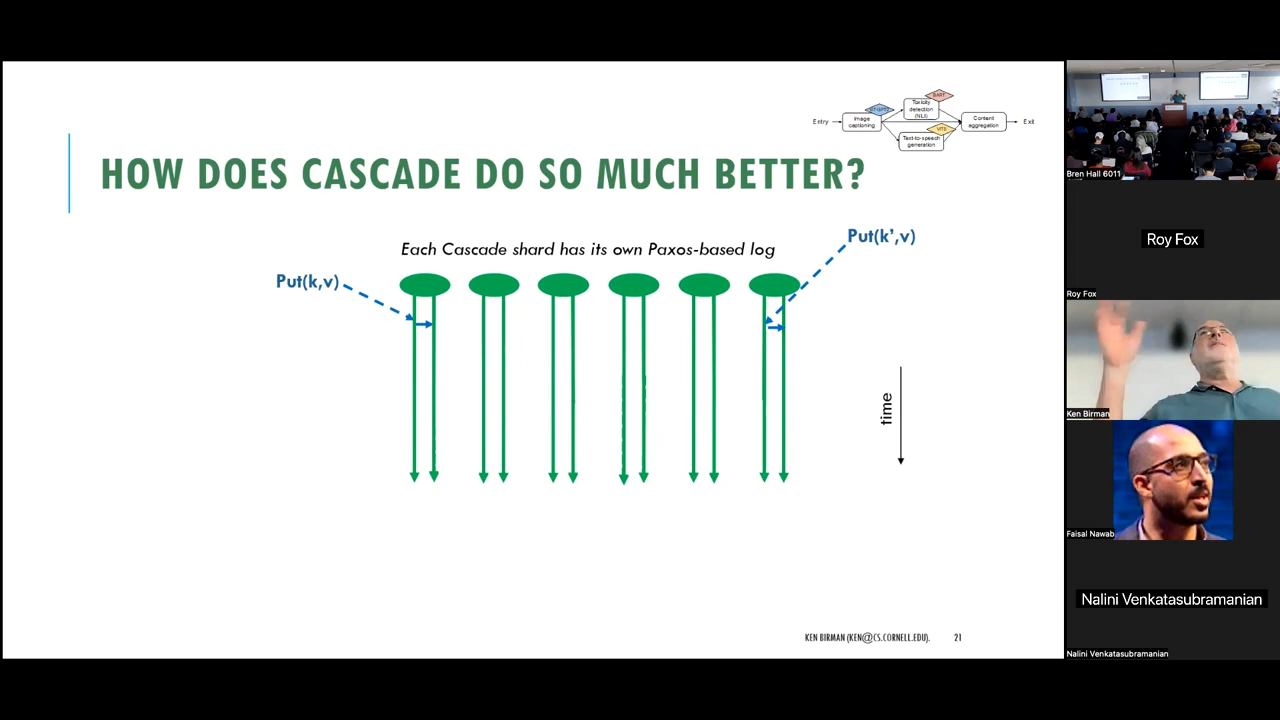 Entry
Image
captioning
Toxicity
detection
(NLI)
BART
Text-to-speech
generation
VITS
Content
aggregation
Exit
HOW DOES CASCADE DO SO MUCH BETTER?
Each Cascade shard has its own Paxos-based log
Put(k,v)
Put(k’,v)
time
KEN BIRMAN (KEN@CS.CORNELL.EDU).
21
Bren Hall 6011
Roy Fox
Roy Fox
Ken Birman
Faisal Nawab
Nalini Venkatasubramanian
Nalini Venkatasubramanian